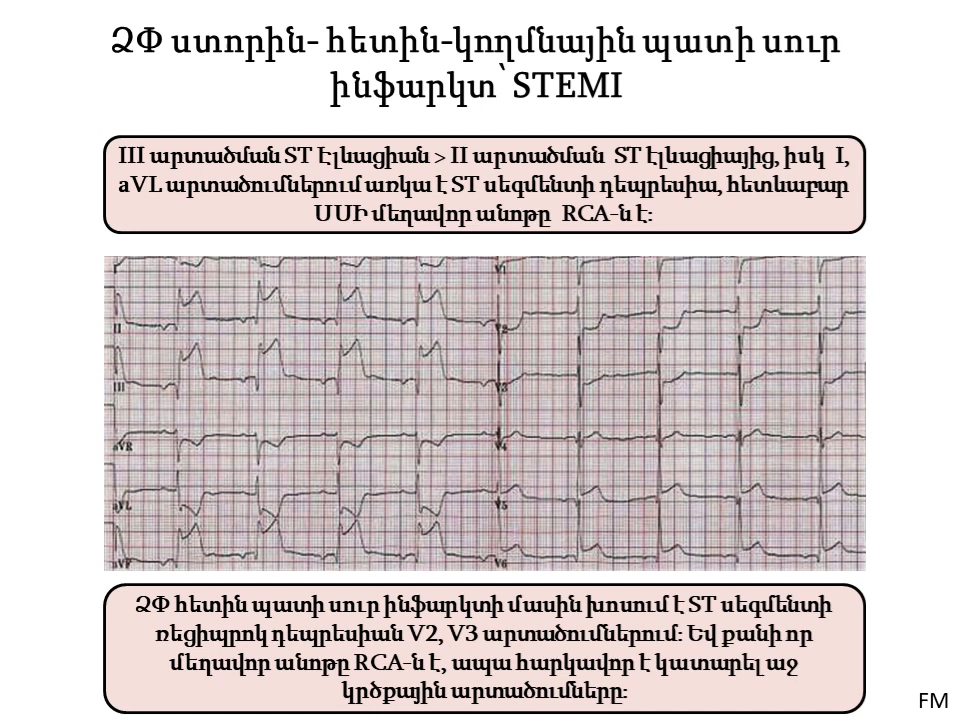 ՁՓ ստորին- հետին-կողմնային պատի սուր
ինֆարկտ՝ STEMI
III արտածման ST էլևացիան > II արտածման ST էլևացիայից, իսկ I,
aVL արտածումներում առկա է ST սեգմենտի դեպրեսիա, հետևաբար
ՍՍԻ մեղավոր անոթը RCA-ն է:
I
V1
II
V2
III
V3
aVR
V4
aVL
V5
aVF
V6
ՁՓ հետին պատի սուր ինֆարկտի մասին խոսում է ST սեգմենտի
ռեցիպրոկ դեպրեսիան V2, V3 արտածումներում: Եվ քանի որ
մեղավոր անոթը RCA-ն է, ապա հարկավոր է կատարել աջ
կրծքային արտածումները:
FM